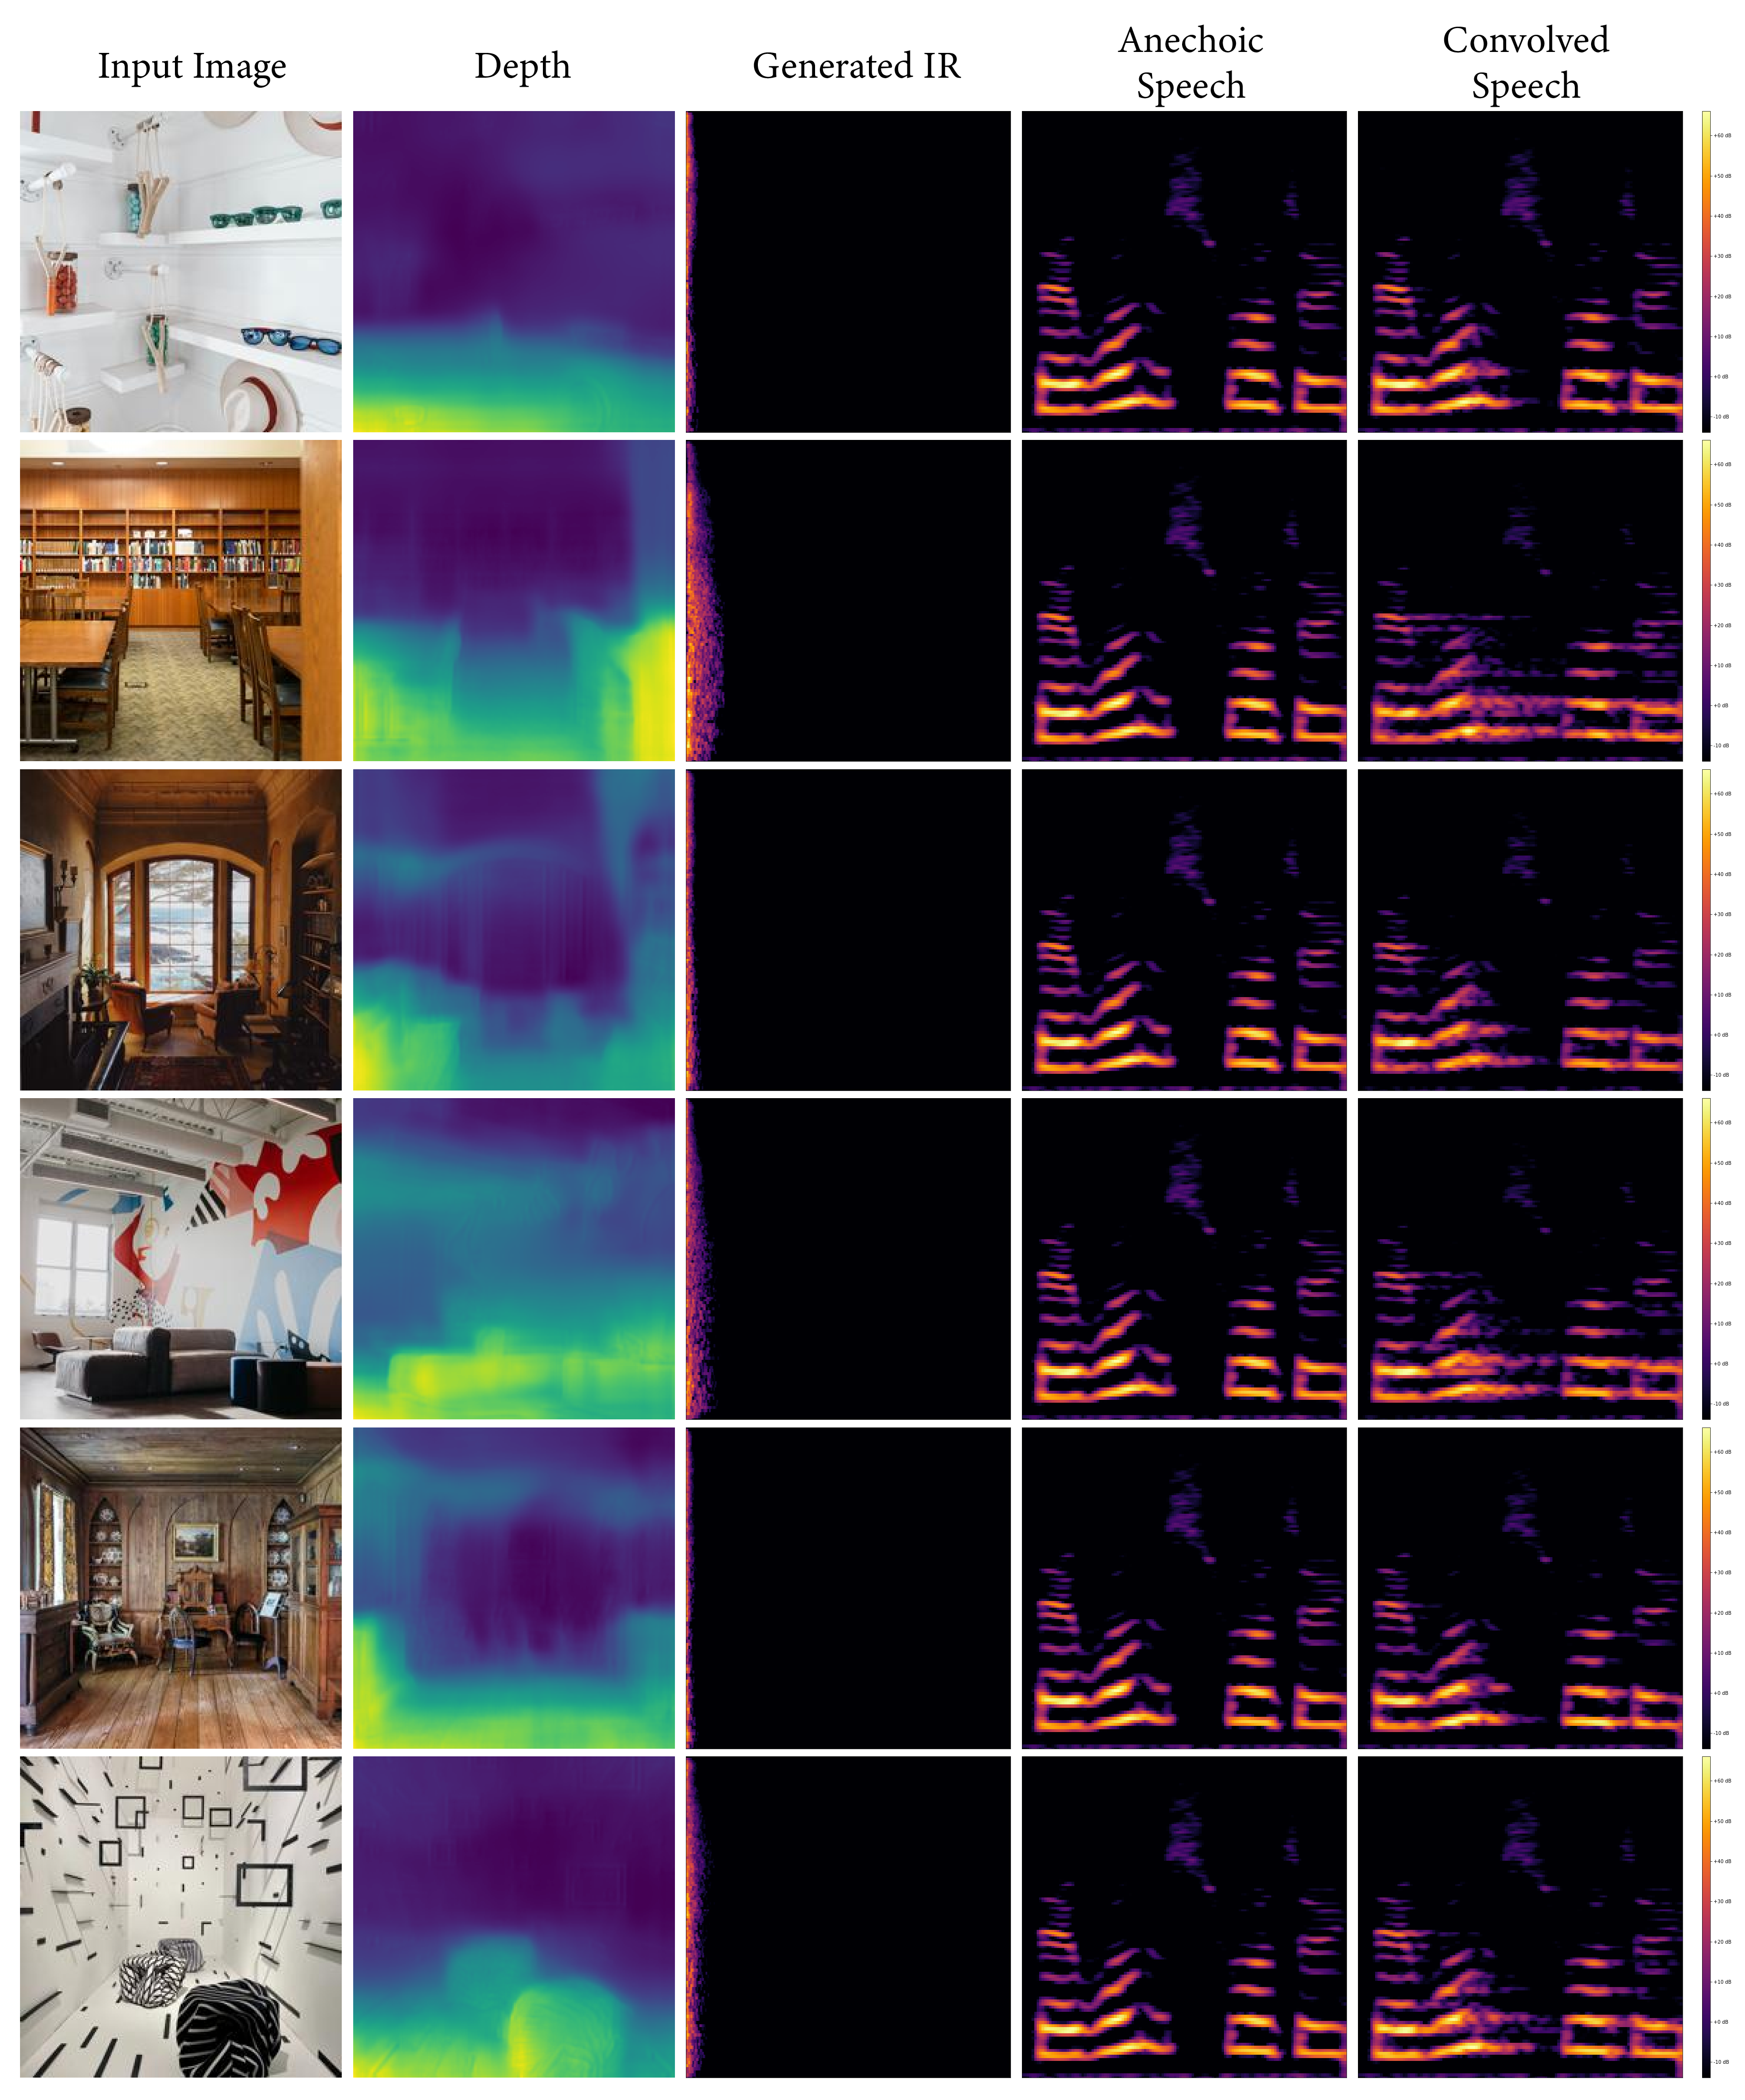 Input Image
Depth
Generated IR
Anechoic
Speech
Convolved
Speech
+60 dB
+50 dB
+40 dB
+30 dB
+20 dB
+10 dB
+0 dB
-10 dB
+60 dB
+50 dB
+40 dB
+30 dB
+20 dB
+10 dB
+0 dB
-10 dB
+60 dB
+50 dB
+40 dB
+30 dB
+20 dB
+10 dB
+0 dB
-10 dB
+60 dB
+50 dB
+40 dB
+30 dB
+20 dB
+10 dB
+0 dB
-10 dB
+60 dB
+50 dB
+40 dB
+30 dB
+20 dB
+10 dB
+0 dB
-10 dB
+60 dB
+50 dB
+40 dB
+30 dB
+20 dB
+10 dB
+0 dB
-10 dB